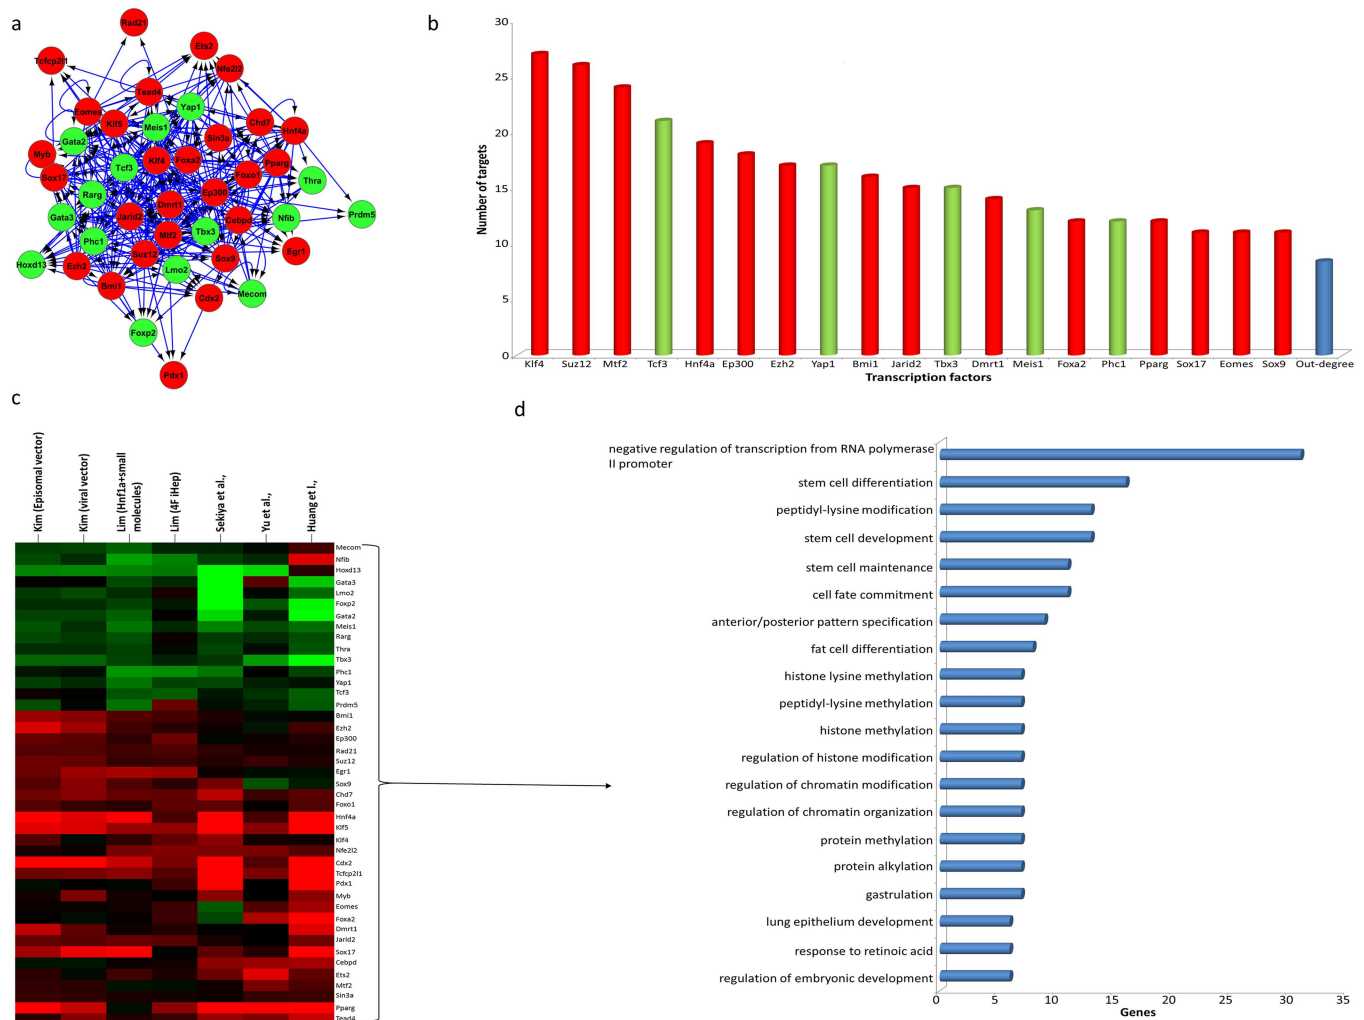 a
Rad21
Ets2
Tcfcp2l1
Nfe2l2
Tead4
Yap1
Eomes
Klf5
Meis1
Chd7
Hnf4a
Sin3a
Gata2
Myb
Klf4
Foxa2
Pparg
Tcf3
Sox17
Foxo1
Thra
Rarg
Ep300
Dmrt1
Gata3
Jarid2
Cebpd
Nfib
Prdm5
Phc1
Mtf2
Tbx3
Suz12
Sox9
Egr1
Hoxd13
Ezh2
Lmo2
Bmi1
Cdx2
Mecom
Foxp2
Pdx1
b
Number of targets
30
25
20
15
10
5
0
Klf4 Suz12 Mtf2 Tcf3 Hnf4a Ep300 Ezh2 Yap1 Bmi1 Jarid2 Tbx3 Dmrt1 Meis1 Foxa2 Phc1 Pparg Sox17 Eomes Sox9 Out-degree
Transcription factors
c
Kim (Episomal vector)
Kim (viral vector)
Lim (Hnf1a+small
molecules)
Lim (4F iHep)
Sekiya et al.,
Yu et al.,
Huang et l.,
Mecom
Nfib
Hoxd13
Gata3
Lmo2
Foxp2
Gata2
Meis1
Rarg
Thra
Tbx3
Phc1
Yap1
Tcf3
Prdm5
Bmi1
Ezh2
Ep300
Rad21
Suz12
Egr1
Sox9
Chd7
Foxo1
Hnf4a
Klf5
Klf4
Nfe2l2
Cdx2
Tcfcp2l1
Pdx1
Myb
Eomes
Foxa2
Dmrt1
Jarid2
Sox17
Cebpd
Ets2
Mtf2
Sin3a
Pparg
Tead4
d
negative regulation of transcription from RNA polymerase
II promoter
stem cell differentiation
peptidyl-lysine modification
stem cell development
stem cell maintenance
cell fate commitment
anterior/posterior pattern specification
fat cell differentiation
histone lysine methylation
peptidyl-lysine methylation
histone methylation
regulation of histone modification
regulation of chromatin modification
regulation of chromatin organization
protein methylation
protein alkylation
gastrulation
lung epithelium development
response to retinoic acid
regulation of embryonic development
0 5 10 15 20 25 30 35
Genes